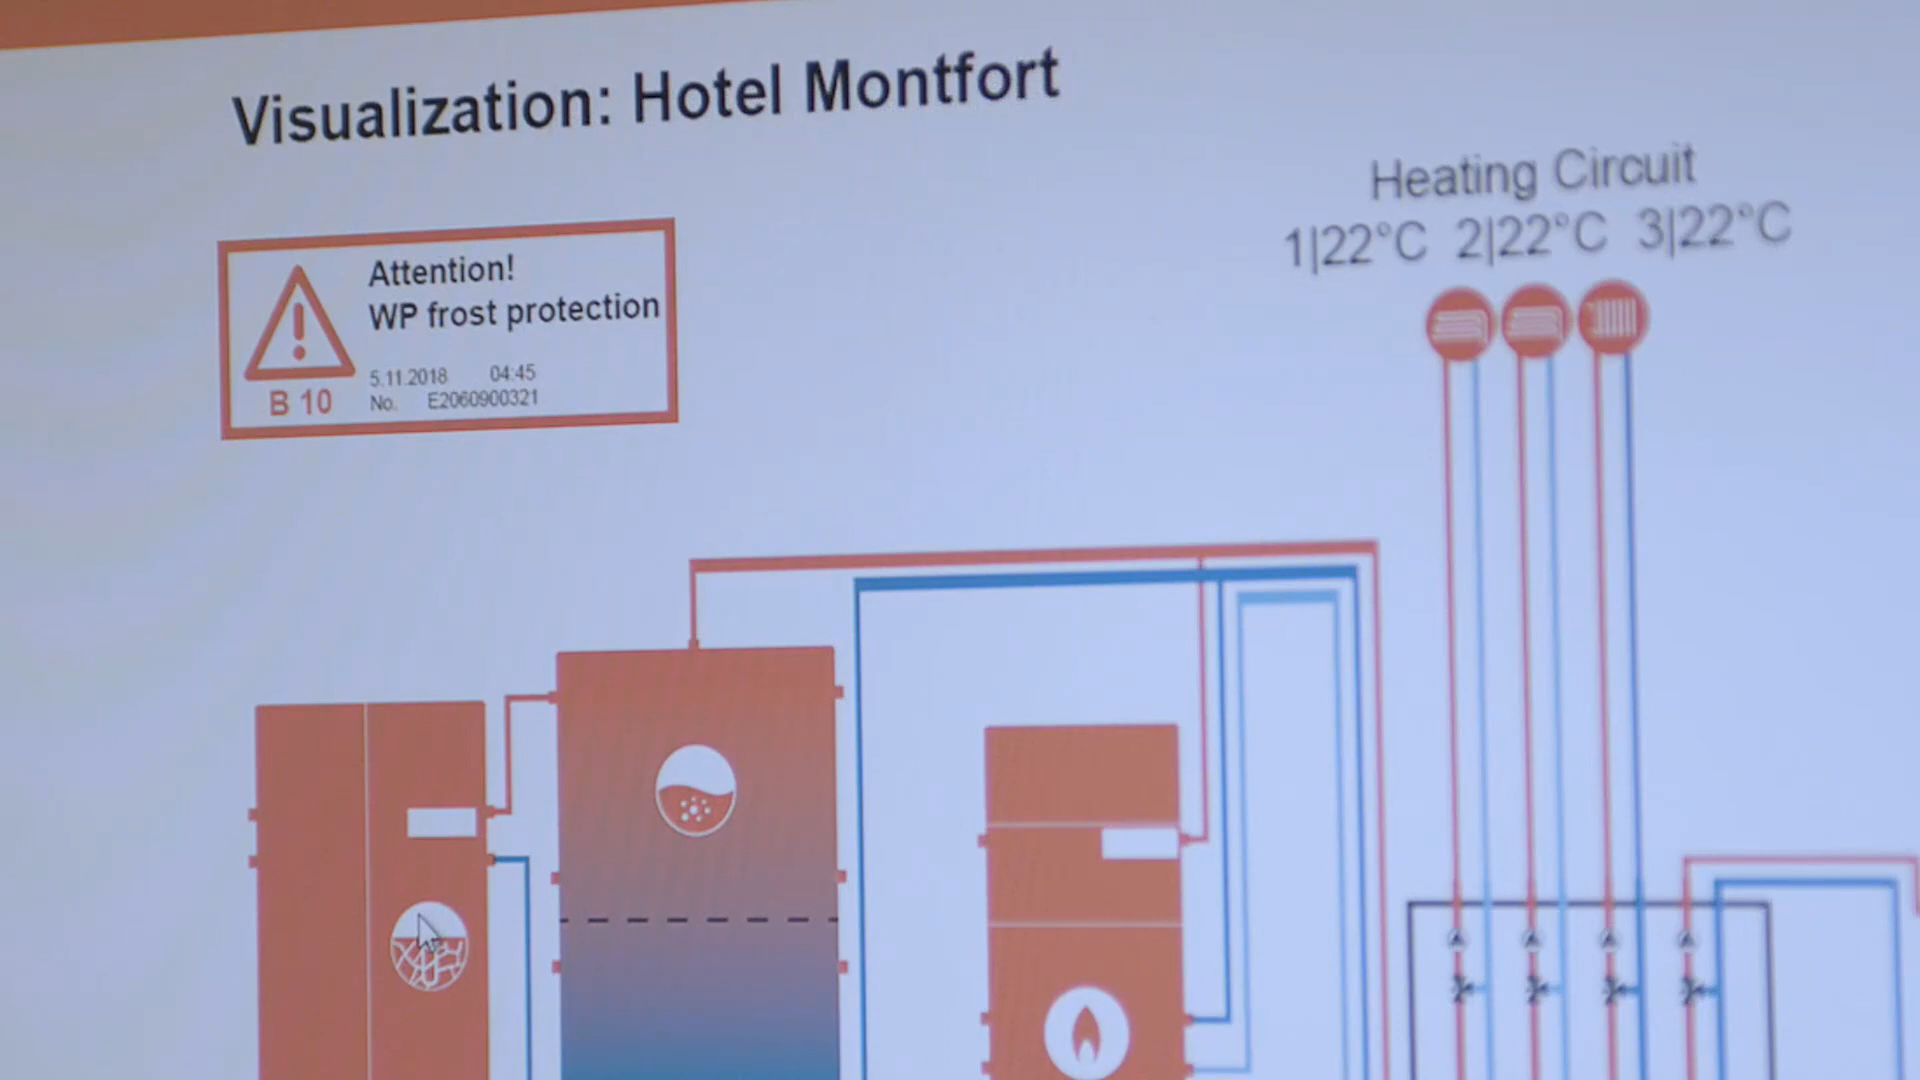 Visualization: Hotel Montfort
Heating Circuit
1|22°C 2|22°C 3|22°C
Attention!
WP frost protection
5.11.2018 04:45
B 10 No. E2060900321